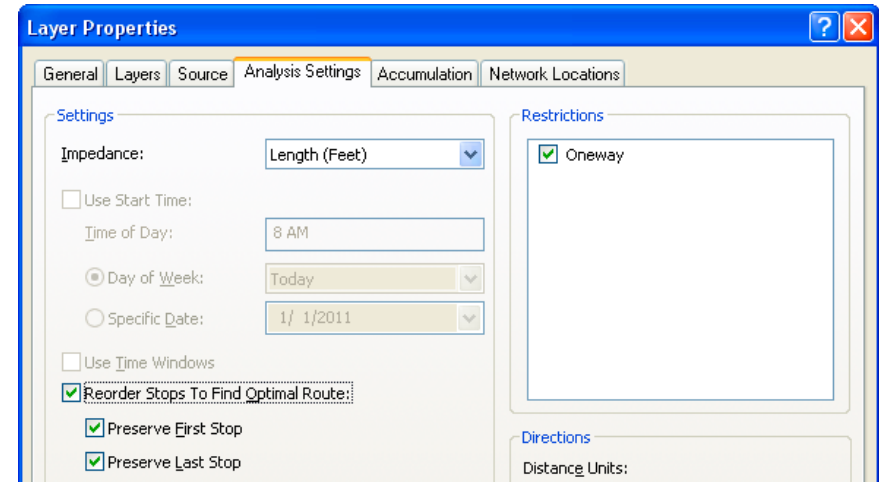 Layer Properties
General Layers Source Analysis Settings Accumulation Network Locations
Settings
Impedance: Length (Feet)
Use Start Time:
Time of Day: 8 AM
Day of Week: Today
Specific Date: 1/ 1/2011
Use Time Windows
Reorder Stops To Find Optimal Route:
Preserve First Stop
Preserve Last Stop
Restrictions
Oneway
Directions
Distance Units: